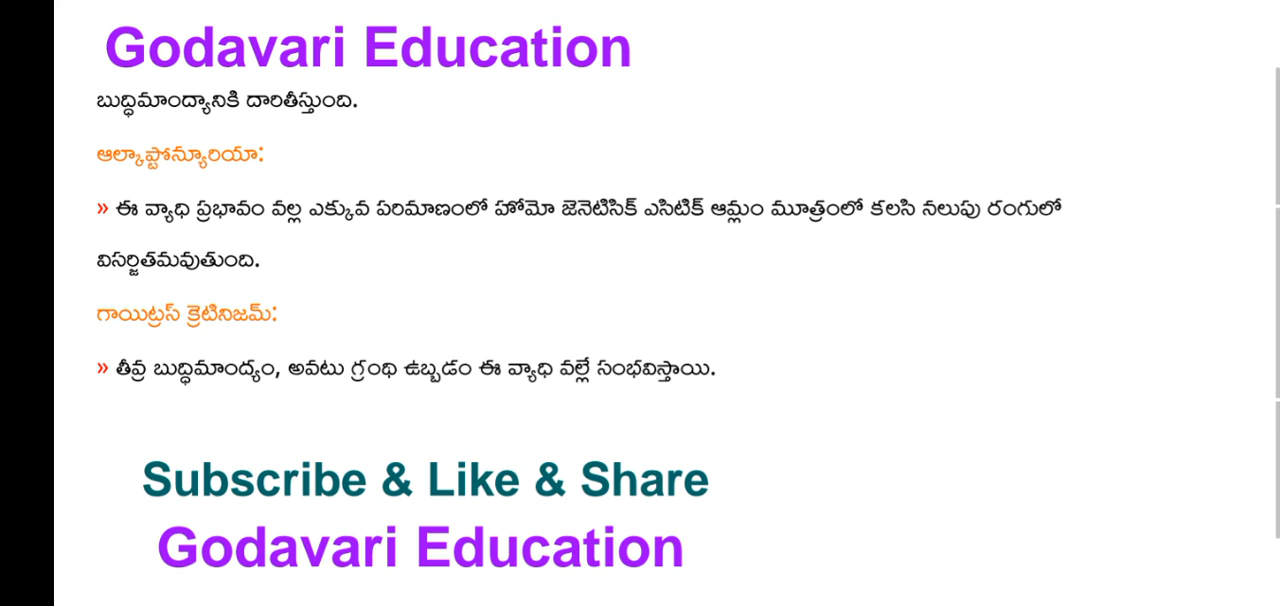 Godavari Education
బుద్ధిమాంద్యానికి దారితీస్తుంది.
ఆల్కాప్టోన్యూరియా:
» ఈ వ్యాధి ప్రభావం వల్ల ఎక్కువ పరిమాణంలో హోమో జెనెటిసిక్ ఎసిటిక్ ఆమ్లం మూత్రంలో కలసి నలుపు రంగులో
విసర్జితమవుతుంది.
గాయిట్రస్ క్రెటినిజమ్:
» తీవ్ర బుద్ధిమాంద్యం, అవటు గ్రంథి ఉబ్బడం ఈ వ్యాధి వల్లే సంభవిస్తాయి.
Subscribe & Like & Share
Godavari Education